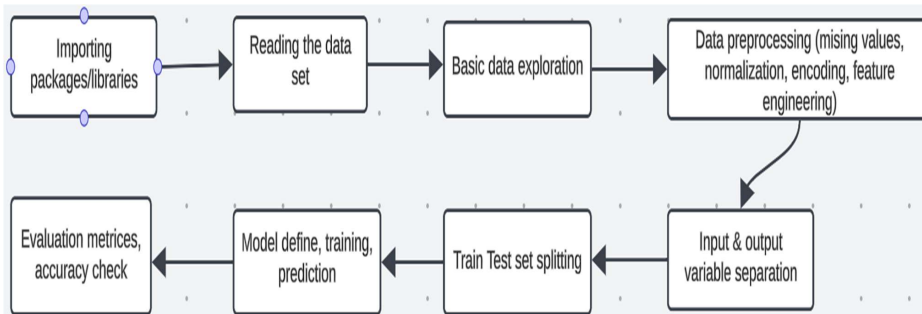 Importing
packages/libraries
Reading the data
set
Basic data exploration
Data preprocessing (mising values,
normalization, encoding, feature
engineering)
Input & output
variable separation
Train Test set splitting
Model define, training,
prediction
Evaluation metrices,
accuracy check